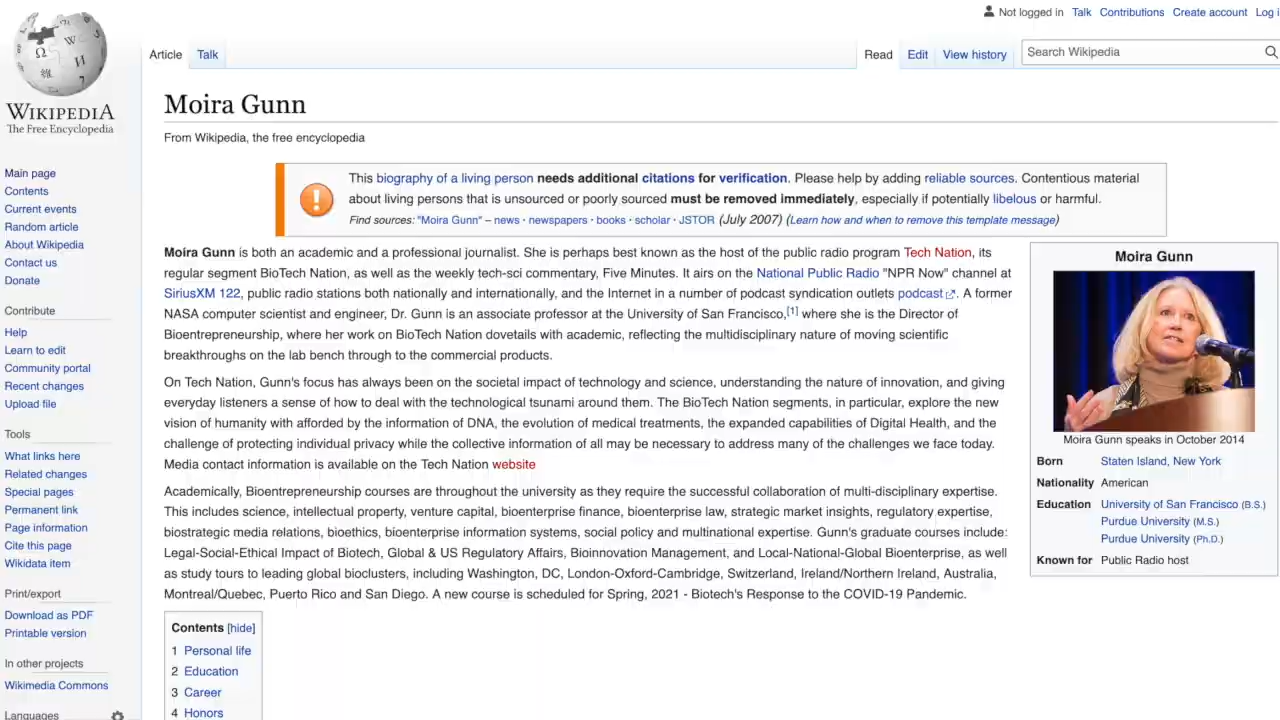 Not logged in Talk Contributions Create account Log i
WIKIPEDIA
The Free Encyclopedia
Article Talk
Read Edit View history
Search Wikipedia
Moira Gunn
From Wikipedia, the free encyclopedia
This biography of a living person needs additional citations for verification. Please help by adding reliable sources. Contentious material
about living persons that is unsourced or poorly sourced must be removed immediately, especially if potentially libelous or harmful.
Find sources: "Moira Gunn" – news · newspapers · books · scholar · JSTOR (July 2007) (Learn how and when to remove this template message)
Moira Gunn is both an academic and a professional journalist. She is perhaps best known as the host of the public radio program Tech Nation, its
regular segment BioTech Nation, as well as the weekly tech-sci commentary, Five Minutes. It airs on the National Public Radio "NPR Now" channel at
SiriusXM 122, public radio stations both nationally and internationally, and the Internet in a number of podcast syndication outlets podcast. A former
NASA computer scientist and engineer, Dr. Gunn is an associate professor at the University of San Francisco,[1] where she is the Director of
Bioentrepreneurship, where her work on BioTech Nation dovetails with academic, reflecting the multidisciplinary nature of moving scientific
breakthroughs on the lab bench through to the commercial products.
On Tech Nation, Gunn's focus has always been on the societal impact of technology and science, understanding the nature of innovation, and giving
everyday listeners a sense of how to deal with the technological tsunami around them. The BioTech Nation segments, in particular, explore the new
vision of humanity with afforded by the information of DNA, the evolution of medical treatments, the expanded capabilities of Digital Health, and the
challenge of protecting individual privacy while the collective information of all may be necessary to address many of the challenges we face today.
Media contact information is available on the Tech Nation website
Academically, Bioentrepreneurship courses are throughout the university as they require the successful collaboration of multi-disciplinary expertise.
This includes science, intellectual property, venture capital, bioenterprise finance, bioenterprise law, strategic market insights, regulatory expertise,
biostrategic media relations, bioethics, bioenterprise information systems, social policy and multinational expertise. Gunn's graduate courses include:
Legal-Social-Ethical Impact of Biotech, Global & US Regulatory Affairs, Bioinnovation Management, and Local-National-Global Bioenterprise, as well
as study tours to leading global bioclusters, including Washington, DC, London-Oxford-Cambridge, Switzerland, Ireland/Northern Ireland, Australia,
Montreal/Quebec, Puerto Rico and San Diego. A new course is scheduled for Spring, 2021 - Biotech's Response to the COVID-19 Pandemic.
Contents [hide]
1 Personal life
2 Education
3 Career
4 Honors
Moira Gunn
Moira Gunn speaks in October 2014
Born Staten Island, New York
Nationality American
Education University of San Francisco (B.S.)
Purdue University (M.S.)
Purdue University (Ph.D.)
Known for Public Radio host
Main page
Contents
Current events
Random article
About Wikipedia
Contact us
Donate
Contribute
Help
Learn to edit
Community portal
Recent changes
Upload file
Tools
What links here
Related changes
Special pages
Permanent link
Page information
Cite this page
Wikidata item
Print/export
Download as PDF
Printable version
In other projects
Wikimedia Commons
Languages